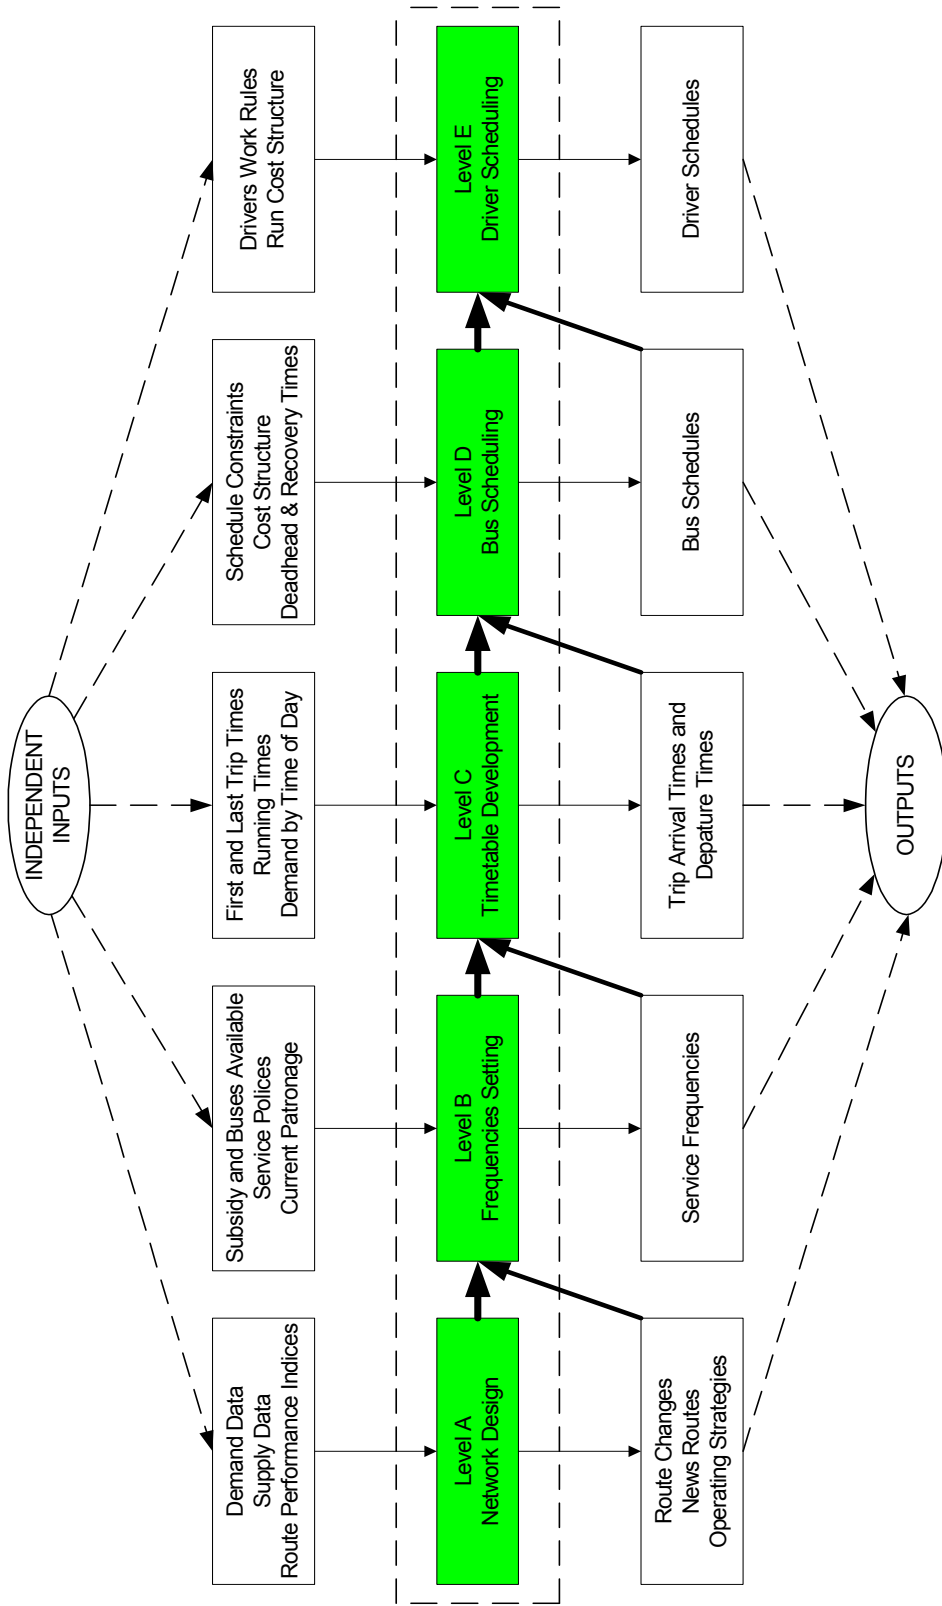 INDEPENDENT
INPUTS
Demand Data
Supply Data
Route Performance Indices
Subsidy and Buses Available
Service Polices
Current Patronage
First and Last Trip Times
Running Times
Demand by Time of Day
Schedule Constraints
Cost Structure
Deadhead & Recovery Times
Drivers Work Rules
Run Cost Structure
Level A
Network Design
Level B
Frequencies Setting
Level C
Timetable Development
Level D
Bus Scheduling
Level E
Driver Scheduling
Route Changes
News Routes
Operating Strategies
Service Frequencies
Trip Arrival Times and
Depature Times
Bus Schedules
Driver Schedules
OUTPUTS